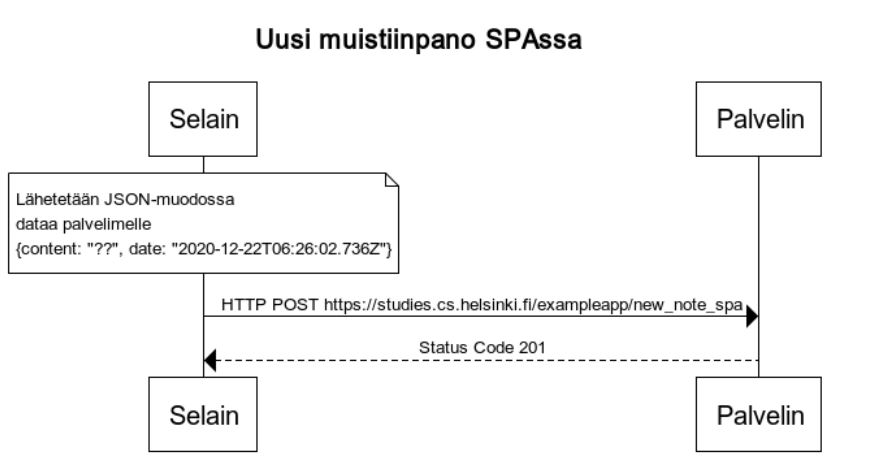 Uusi muistiinpano SPAssa
Selain
Palvelin
Lähetetään JSON-muodossa
dataa palvelimelle
{content: "??", date: "2020-12-22T06:26:02.736Z"}
HTTP POST https://studies.cs.helsinki.fi/exampleapp/new_note_spa
Status Code 201
Selain
Palvelin